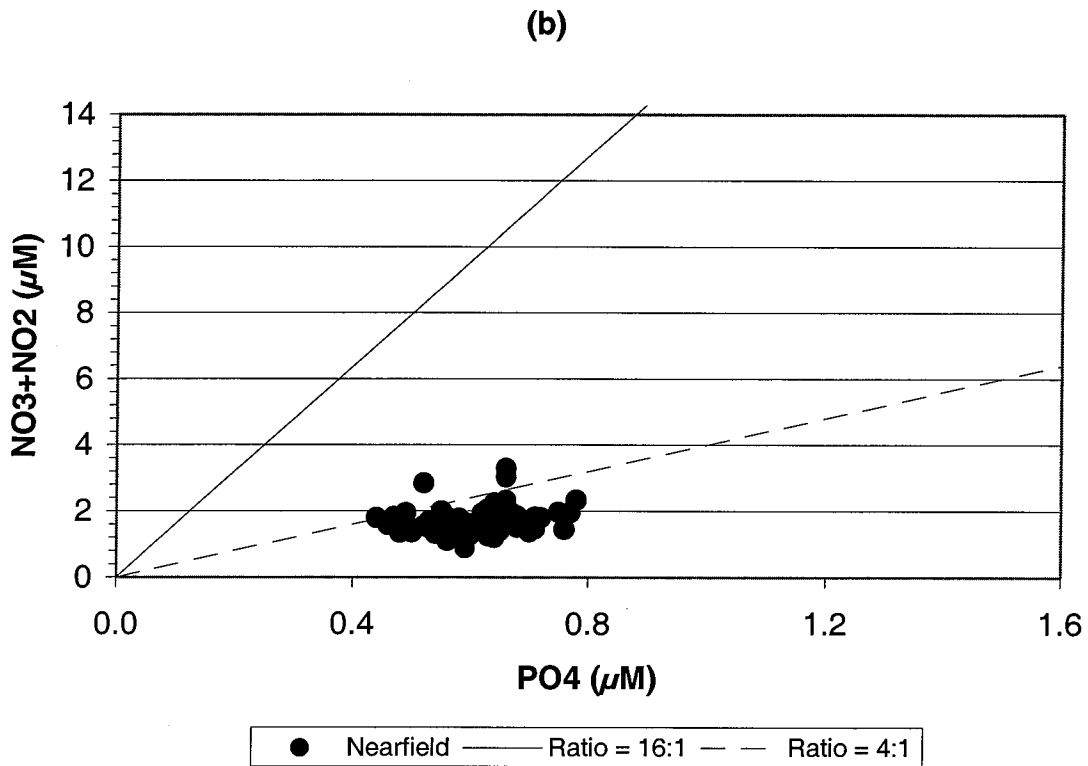 (b)
14
12
10
8
6
4
2
0
NO3+NO2 (µM)
0.0 0.4 0.8 1.2 1.6
PO4 (µM)
Nearfield Ratio = 16:1 Ratio = 4:1